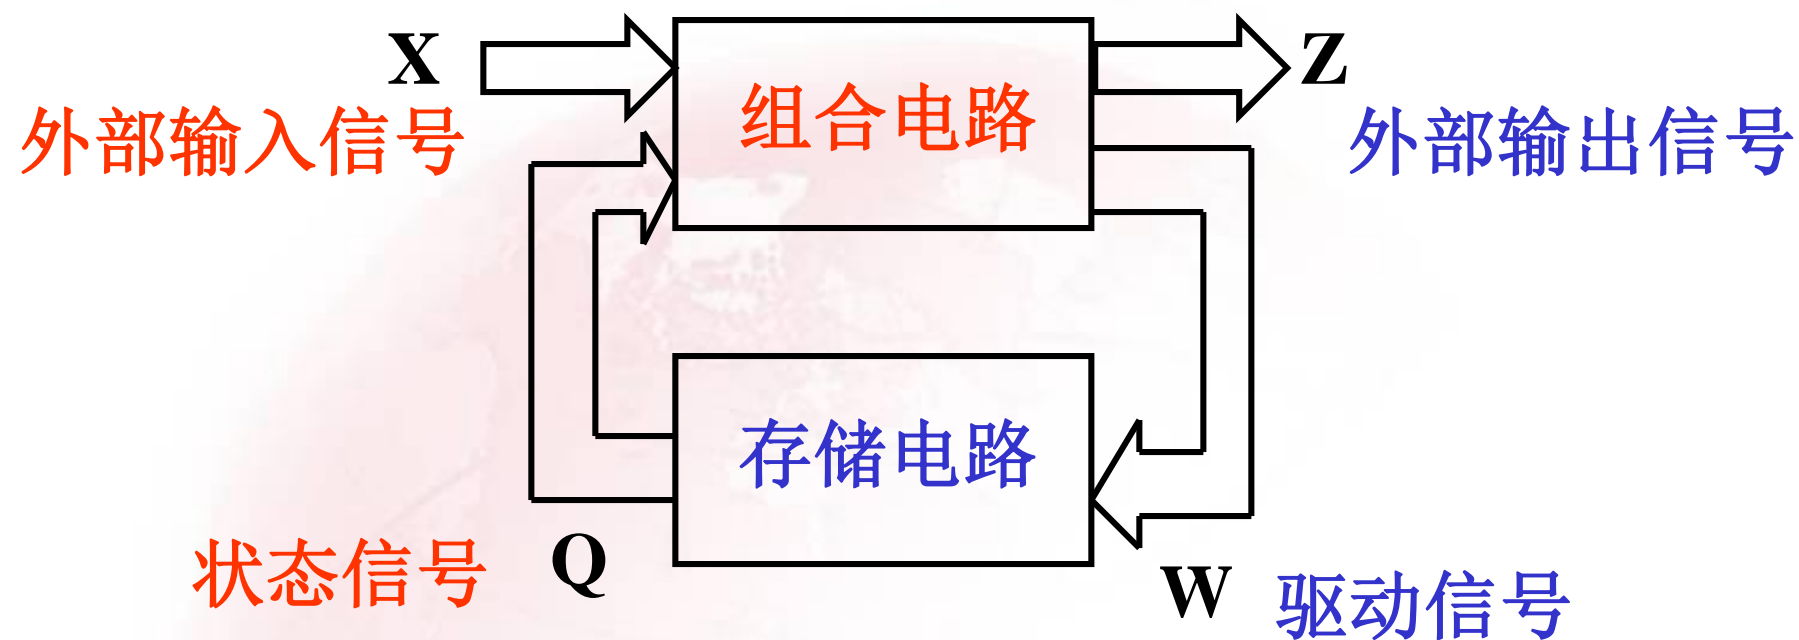 X
Z
组合电路
外部输入信号
外部输出信号
存储电路
状态信号
Q
W
驱动信号